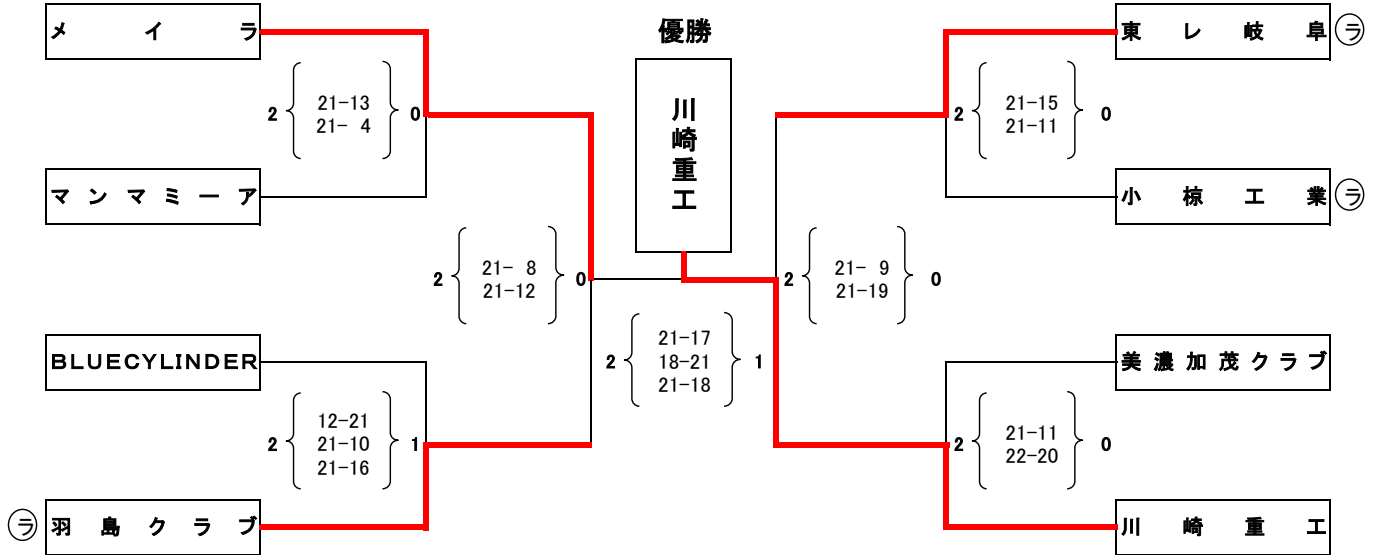 メイラ
優勝
東レ岐阜 ㋶
川崎重工
2 21-13 0
21- 4
2 21-15 0
21-11
マンマミーア
小椋工業 ㋶
2 21- 8 0
21-12
2 21- 9 0
21-19
BLUECYLINDER
2 21-17 1
18-21
21-18
美濃加茂クラブ
2 12-21 1
21-10
21-16
2 21-11 0
22-20
㋶ 羽島クラブ
川崎重工